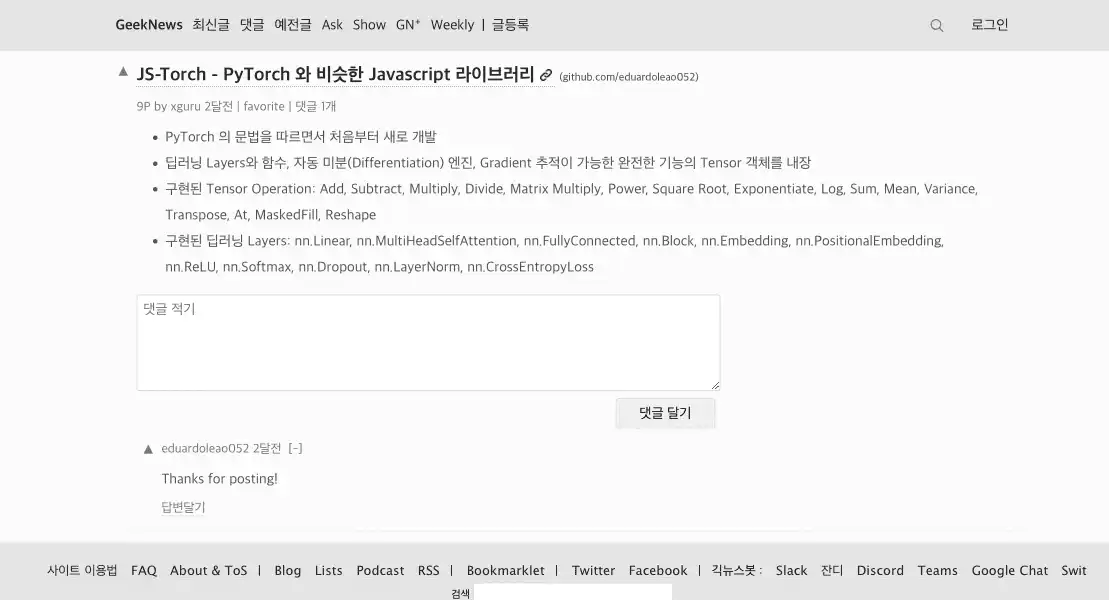 GeekNews 최신글 댓글 예전글 Ask Show GN⁺ Weekly | 글등록 로그인
▲ JS-Torch - PyTorch 와 비슷한 Javascript 라이브러리 (github.com/eduardoleao052)
9P by xguru 2달전 | favorite | 댓글 1개
• PyTorch 의 문법을 따르면서 처음부터 새로 개발
• 딥러닝 Layers와 함수, 자동 미분(Differentiation) 엔진, Gradient 추적이 가능한 완전한 기능의 Tensor 객체를 내장
• 구현된 Tensor Operation: Add, Subtract, Multiply, Divide, Matrix Multiply, Power, Square Root, Exponentiate, Log, Sum, Mean, Variance,
Transpose, At, MaskedFill, Reshape
• 구현된 딥러닝 Layers: nn.Linear, nn.MultiHeadSelfAttention, nn.FullyConnected, nn.Block, nn.Embedding, nn.PositionalEmbedding,
nn.ReLU, nn.Softmax, nn.Dropout, nn.LayerNorm, nn.CrossEntropyLoss
댓글 적기
댓글 달기
▲ eduardoleao052 2달전 [-]
Thanks for posting!
답변달기
사이트 이용법 FAQ About & ToS | Blog Lists Podcast RSS | Bookmarklet | Twitter Facebook | 긱뉴스봇 : Slack 잔디 Discord Teams Google Chat Swit
검색